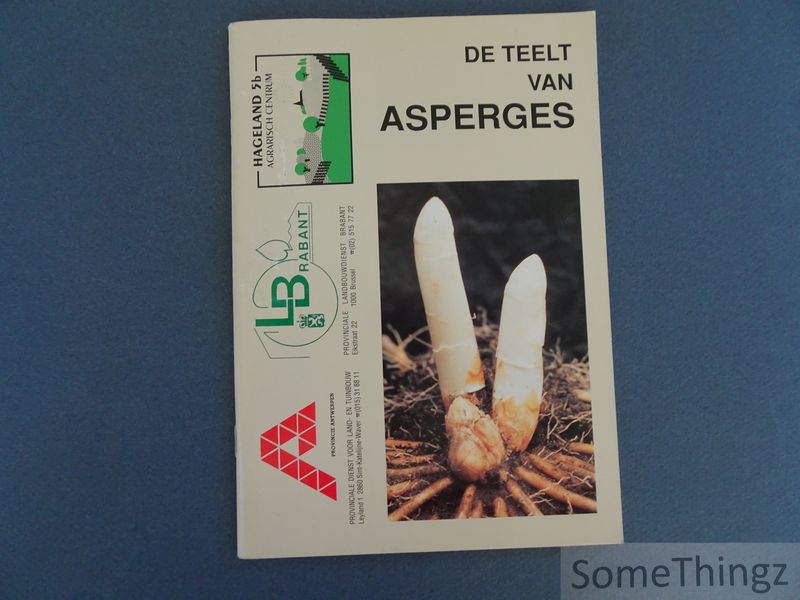 DE TEELT
VAN
ASPERGES
HAGELAND 5b
AGRARISCH CENTRUM
LB
BRABANT
PROVINCIALE LANDBOUWDIENST BRABANT
Eikstraat 22 1000 Brussel ☎(02) 515 77 22
PROVINCIE ANTWERPEN
PROVINCIALE DIENST VOOR LAND- EN TUINBOUW
Leyland 1 2860 Sint-Katelijne-Waver ☎(015) 31 88 11
SomeThingz